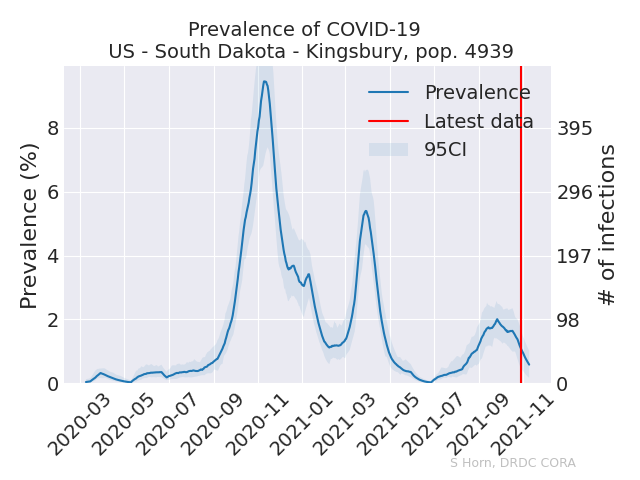 Prevalence of COVID-19
US - South Dakota - Kingsbury, pop. 4939
Prevalence
Latest data
95CI
Prevalence (%)
8
6
4
2
0
395
296
197
98
0
# of infections
2020-03
2020-05
2020-07
2020-09
2020-11
2021-01
2021-03
2021-05
2021-07
2021-09
2021-11
S Horn, DRDC CORA